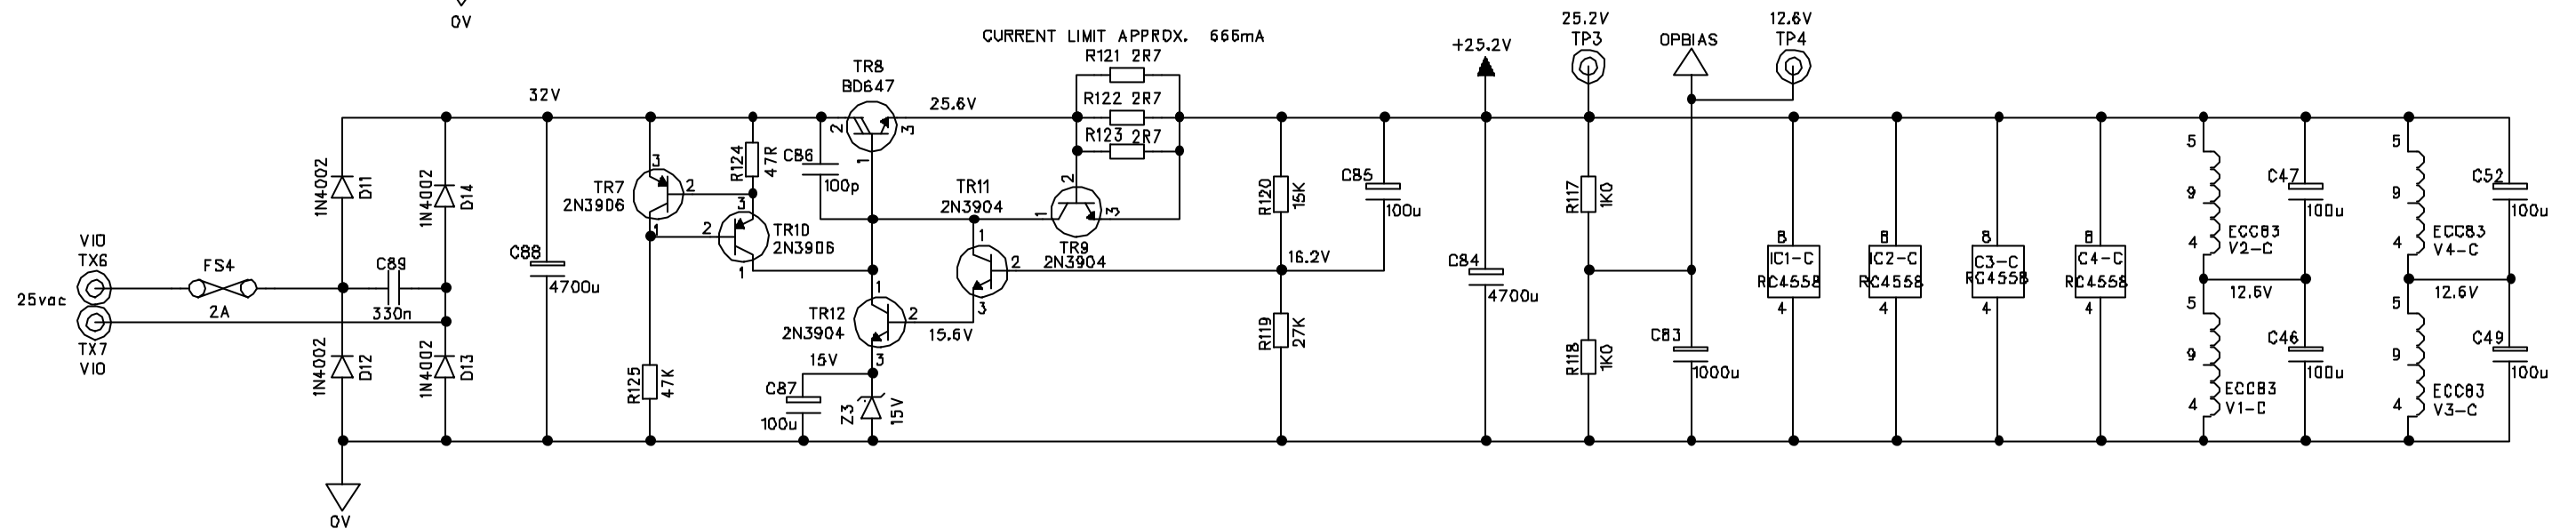 0V
CURRENT LIMIT APPROX. 666mA
25.2V
TP3
12.6V
TP4
+25.2V
OPBIAS
R121 2R7
R122 2R7
R123 2R7
TR8
BD647
32V
25.6V
2
3
1
1N4002
D11
1N4002
D14
TR7
2N3906
3
2
1
R124
47R
C86
100p
TR10
2N3906
3
2
1
TR11
2N3904
1
2
3
TR9
2N3904
2
1
3
R120
15K
C85
100u
16.2V
R119
27K
C84
4700u
R117
1K0
R118
1K0
C83
1000u
8
IC1-C
RC4558
4
8
IC2-C
RC4558
4
8
C3-C
RC4558
4
8
C4-C
RC4558
4
5
9
4
ECC83
V2-C
C47
100u
5
9
4
ECC83
V4-C
C52
100u
12.6V
12.6V
5
9
4
ECC83
V1-C
C46
100u
5
9
4
ECC83
V3-C
C49
100u
V10
TX6
25vac
TX7
V10
FS4
2A
C89
330n
C88
4700u
1N4002
D12
1N4002
D13
R125
47K
TR12
2N3904
1
2
3
15.6V
15V
C87
100u
Z3
15V
0V